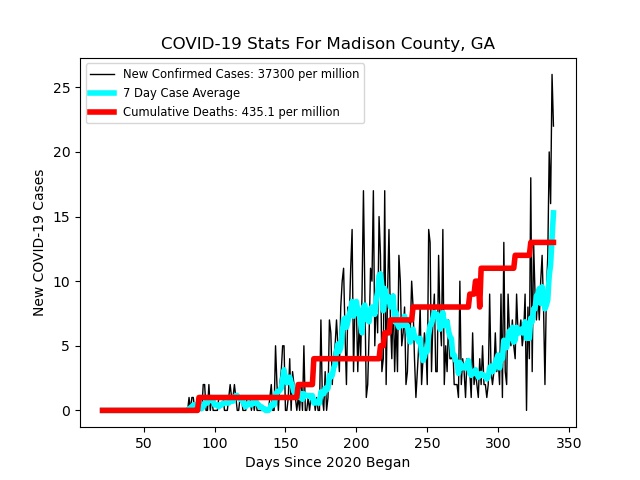 COVID-19 Stats For Madison County, GA
New Confirmed Cases: 37300 per million
7 Day Case Average
Cumulative Deaths: 435.1 per million
New COVID-19 Cases
25
20
15
10
5
0
50
100
150
200
250
300
350
Days Since 2020 Began